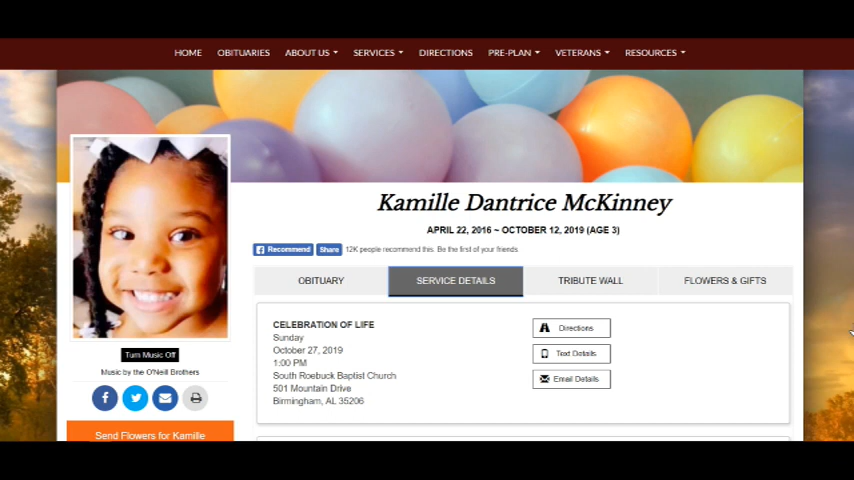 HOME OBITUARIES ABOUT US SERVICES DIRECTIONS PRE-PLAN VETERANS RESOURCES
Kamille Dantrice McKinney
APRIL 22, 2016 ~ OCTOBER 12, 2019 (AGE 3)
Recommend Share 12K people recommend this. Be the first of your friends.
OBITUARY SERVICE DETAILS TRIBUTE WALL FLOWERS & GIFTS
CELEBRATION OF LIFE
Sunday
October 27, 2019
1:00 PM
South Roebuck Baptist Church
501 Mountain Drive
Birmingham, AL 35206
Directions
Text Details
Email Details
Turn Music Off
Music by the O'Neill Brothers
Send Flowers for Kamille